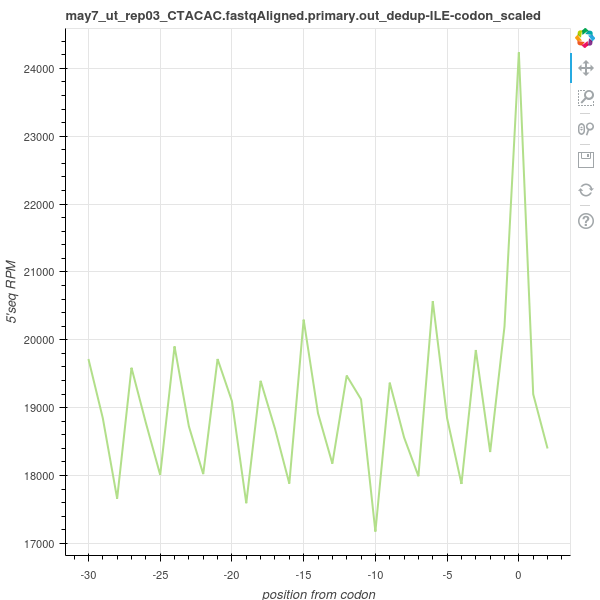 may7_ut_rep03_CTACAC.fastqAligned.primary.out_dedup-ILE-codon_scaled
24000
23000
22000
21000
20000
19000
18000
17000
5'seq RPM
-30 -25 -20 -15 -10 -5 0
position from codon